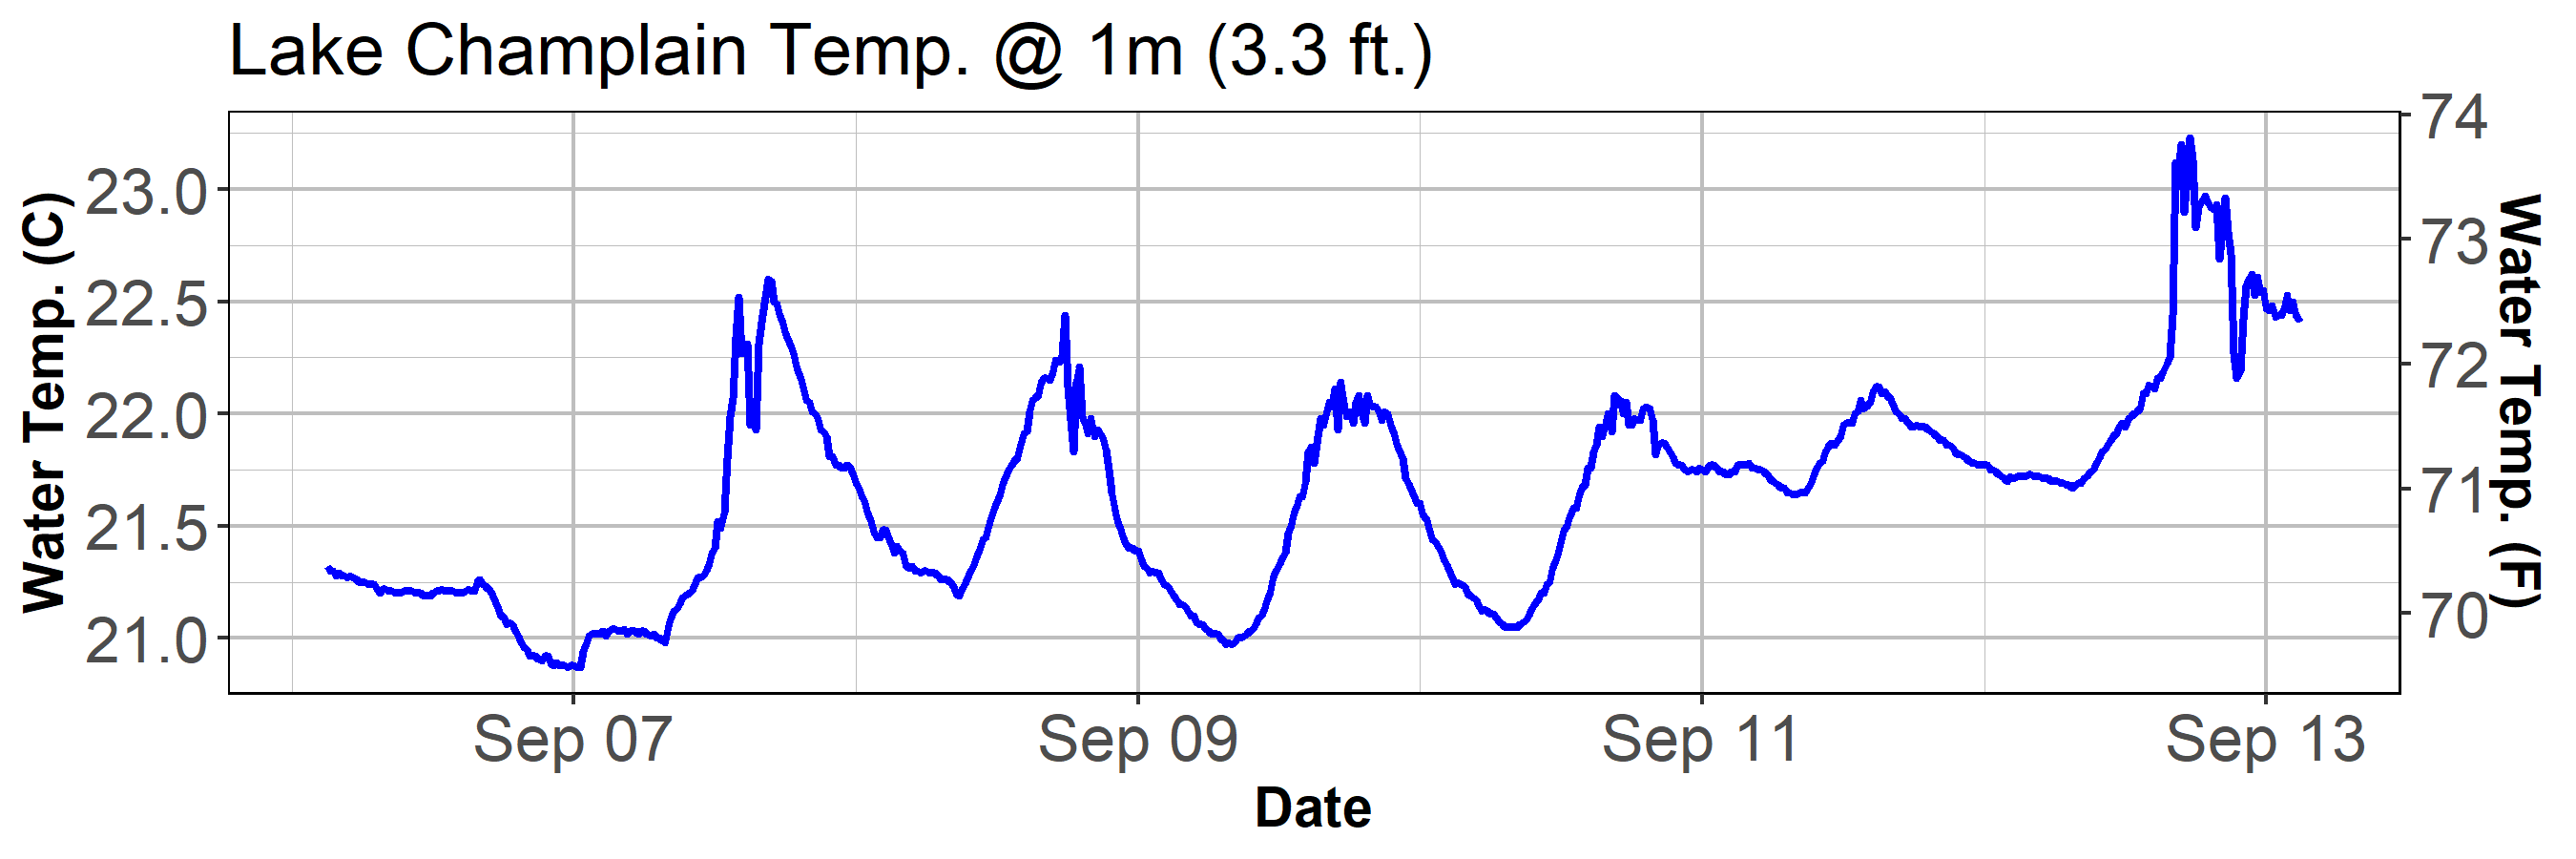 Lake Champlain Temp. @ 1m (3.3 ft.)
Water Temp. (C)
23.0
22.5
22.0
21.5
21.0
74
73
72
71
70
Water Temp. (F)
Sep 07 Sep 09 Sep 11 Sep 13
Date